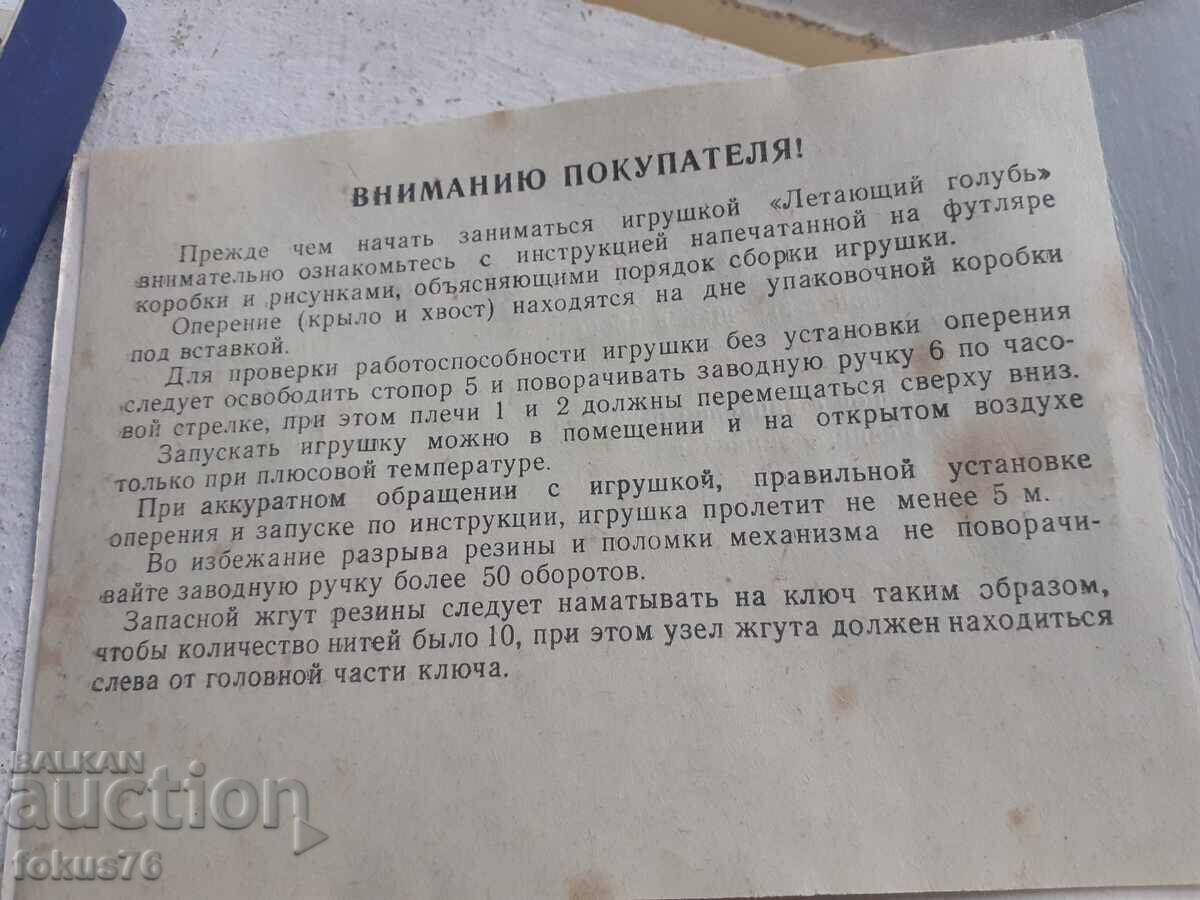 ВНИМАНИЮ ПОКУПАТЕЛЯ!
Прежде чем начать заниматься игрушкой «Летающий голубь»
внимательно ознакомьтесь с инструкцией напечатанной на футляре
коробки и рисунками, объясняющими порядок сборки игрушки.
Оперение (крыло и хвост) находятся на дне упаковочной коробки
под вставкой.
Для проверки работоспособности игрушки без установки оперения
следует освободить стопор 5 и поворачивать заводную ручку 6 по часо-
вой стрелке, при этом плечи 1 и 2 должны перемещаться сверху вниз.
Запускать игрушку можно в помещении и на открытом воздухе
только при плюсовой температуре.
При аккуратном обращении с игрушкой, правильной установке
оперения и запуске по инструкции, игрушка пролетит не менее 5 м.
Во избежание разрыва резины и поломки механизма не поворачи-
вайте заводную ручку более 50 оборотов.
Запасной жгут резины следует наматывать на ключ таким образом,
чтобы количество нитей было 10, при этом узел жгута должен находиться
слева от головной части ключа.
BALKAN
auction
fokus76